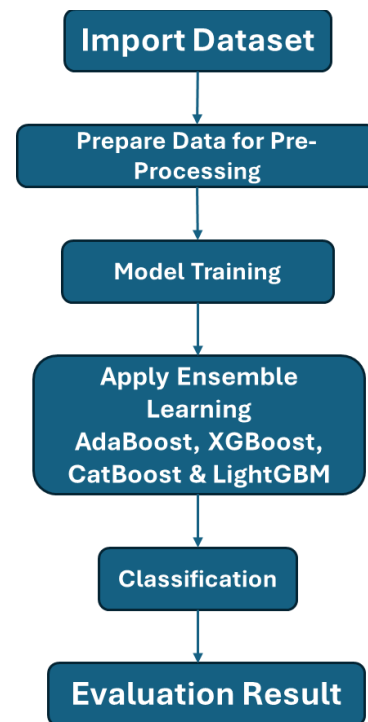 Import Dataset
Prepare Data for Pre-
Processing
Model Training
Apply Ensemble
Learning
AdaBoost, XGBoost,
CatBoost & LightGBM
Classification
Evaluation Result